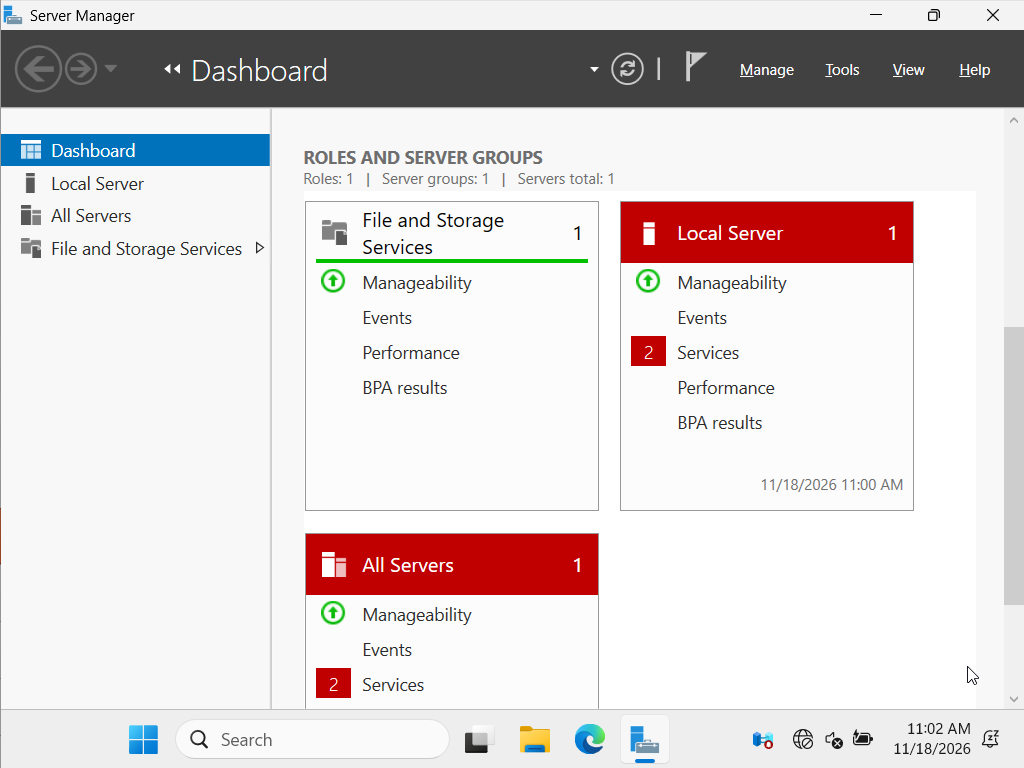 Server Manager
Dashboard
Manage Tools View Help
Dashboard
Local Server
All Servers
File and Storage Services
ROLES AND SERVER GROUPS
Roles: 1 | Server groups: 1 | Servers total: 1
File and Storage
Services
1
Manageability
Events
Performance
BPA results
Local Server 1
Manageability
Events
2 Services
Performance
BPA results
11/18/2026 11:00 AM
All Servers 1
Manageability
Events
2 Services
Search
11:02 AM
11/18/2026